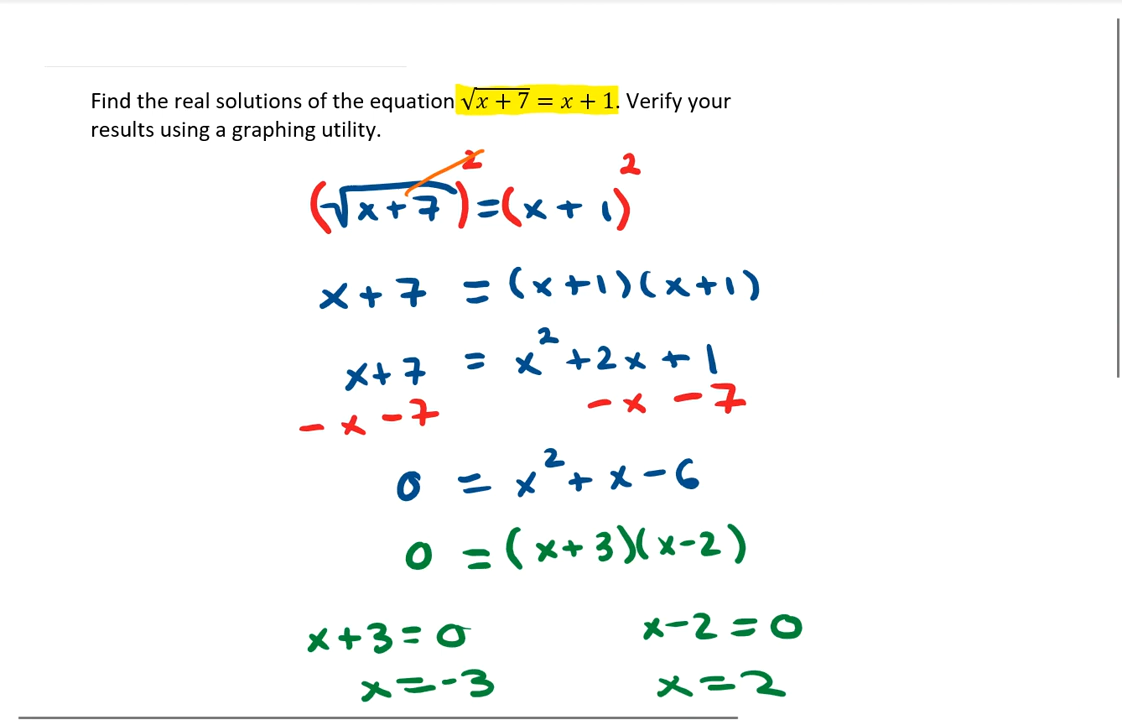 Find the real solutions of the equation √x + 7 = x + 1. Verify your
results using a graphing utility.
(√x+7)²=(x + 1)²
x+7 = (x+1)(x+1)
x+7 = x²+2x+1
-x-7 -x-7
0 = x²+x-6
0 = (x+3)(x-2)
x+3=0 x-2=0
x=-3 x=2